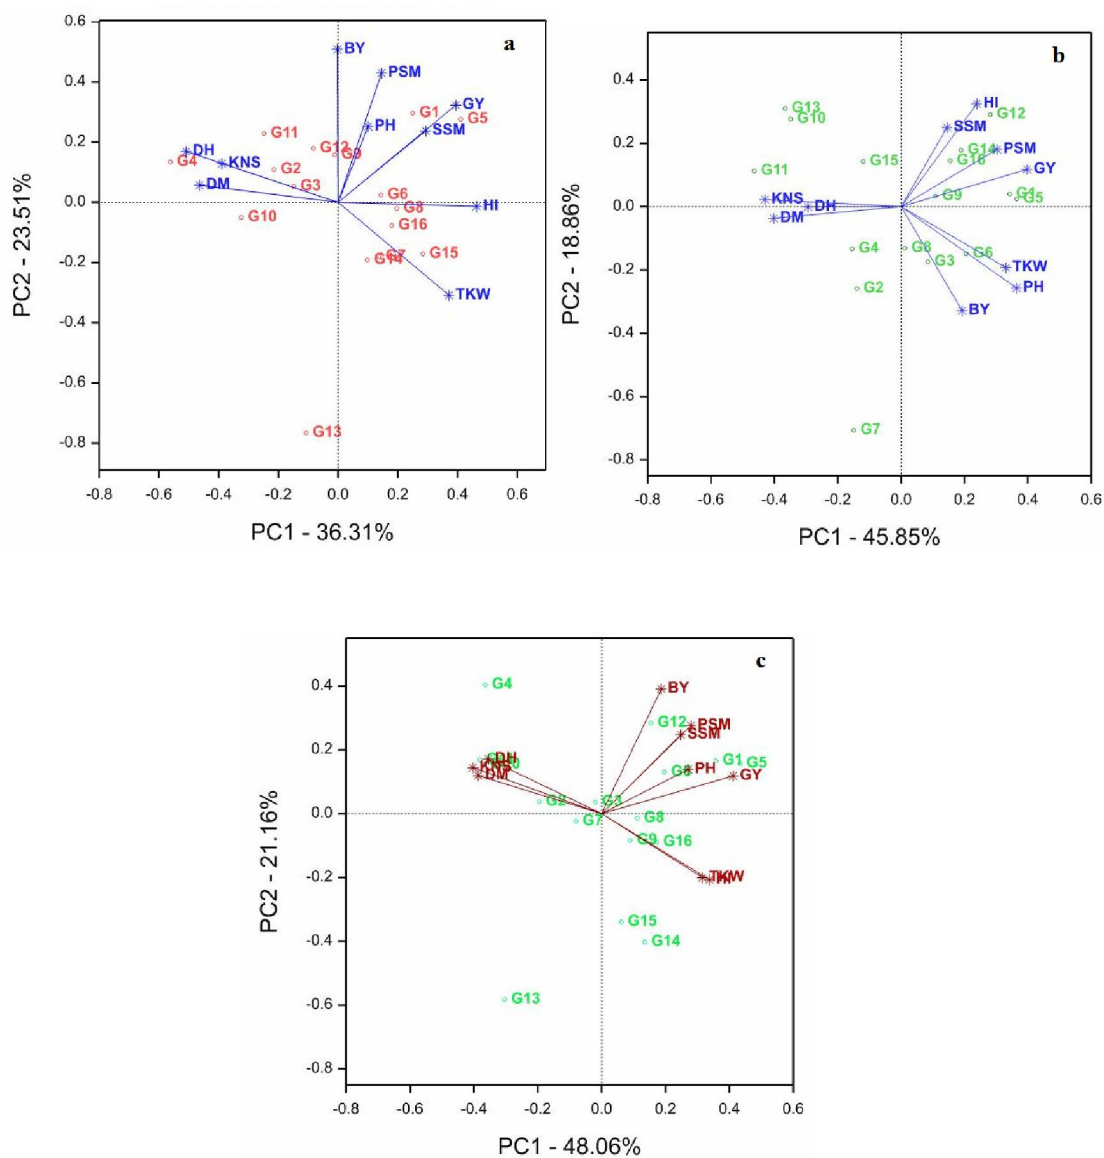 a
0.6
0.4
0.2
0.0
-0.2
-0.4
-0.6
-0.8
PC2 - 23.51%
BY
PSM
GY
G1
G5
PH
SSM
G11
G12
G9
DH
G4
KNS
G2
DM
G3
G10
G6
G8
HI
G16
G7
G14
G15
TKW
G13
-0.8 -0.6 -0.4 -0.2 0.0 0.2 0.4 0.6
PC1 - 36.31%
b
0.4
0.2
0.0
-0.2
-0.4
-0.6
-0.8
PC2 - 18.86%
G13
G10
HI
G12
SSM
G14
PSM
G15
G16
GY
G11
KNS
DH
DM
G9
G1
G5
G4
G8
G3
G6
TKW
G2
PH
BY
G7
-0.8 -0.6 -0.4 -0.2 0.0 0.2 0.4 0.6
PC1 - 45.85%
c
0.4
0.2
0.0
-0.2
-0.4
-0.6
-0.8
PC2 - 21.16%
G4
BY
G12
PSM
SSM
DH
KNS
DM
G1
G5
PH
GY
G2
G3
G7
G8
G9
G16
TKW
G15
G14
G13
-0.8 -0.6 -0.4 -0.2 0.0 0.2 0.4 0.6
PC1 - 48.06%